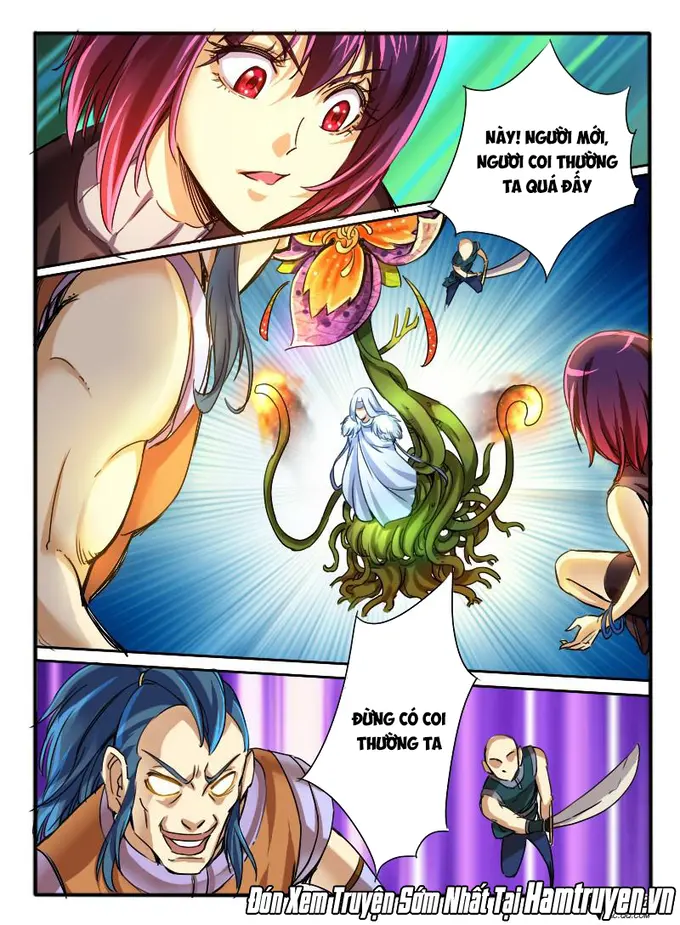 NÀY! NGƯỜI MỚI,
NGƯƠI COI THƯỜNG
TA QUÁ ĐẤY
ĐỪNG CÓ COI
THƯỜNG TA
Đón Xem Truyện Sớm Nhất Tại Hamtruyen.vn